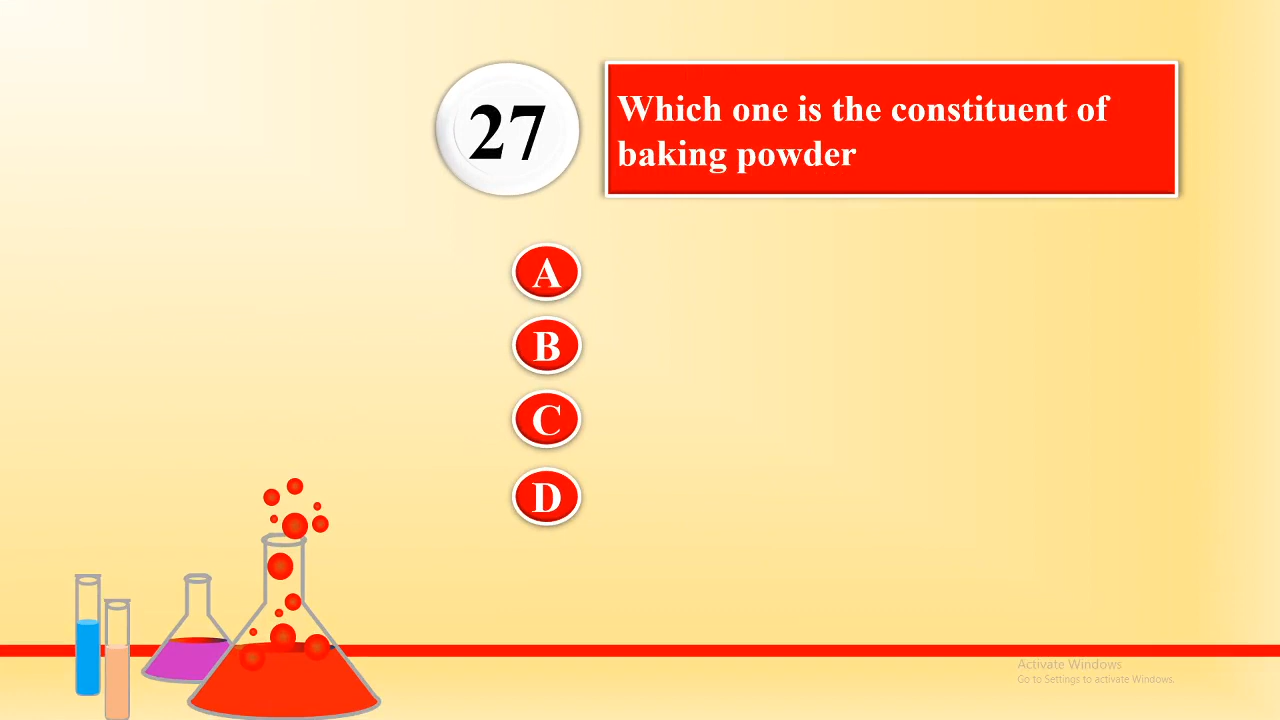 27
Which one is the constituent of
baking powder
A
B
C
D
Activate Windows
Go to Settings to activate Windows.